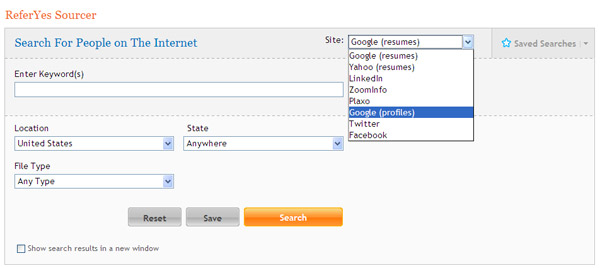 ReferYes Sourcer
Search For People on The Internet
Site:
Google (resumes)
Saved Searches
Google (resumes)
Yahoo (resumes)
LinkedIn
ZoomInfo
Plaxo
Google (profiles)
Twitter
Facebook
Enter Keyword(s)
Location
State
United States
Anywhere
File Type
Any Type
Reset
Save
Search
Show search results in a new window